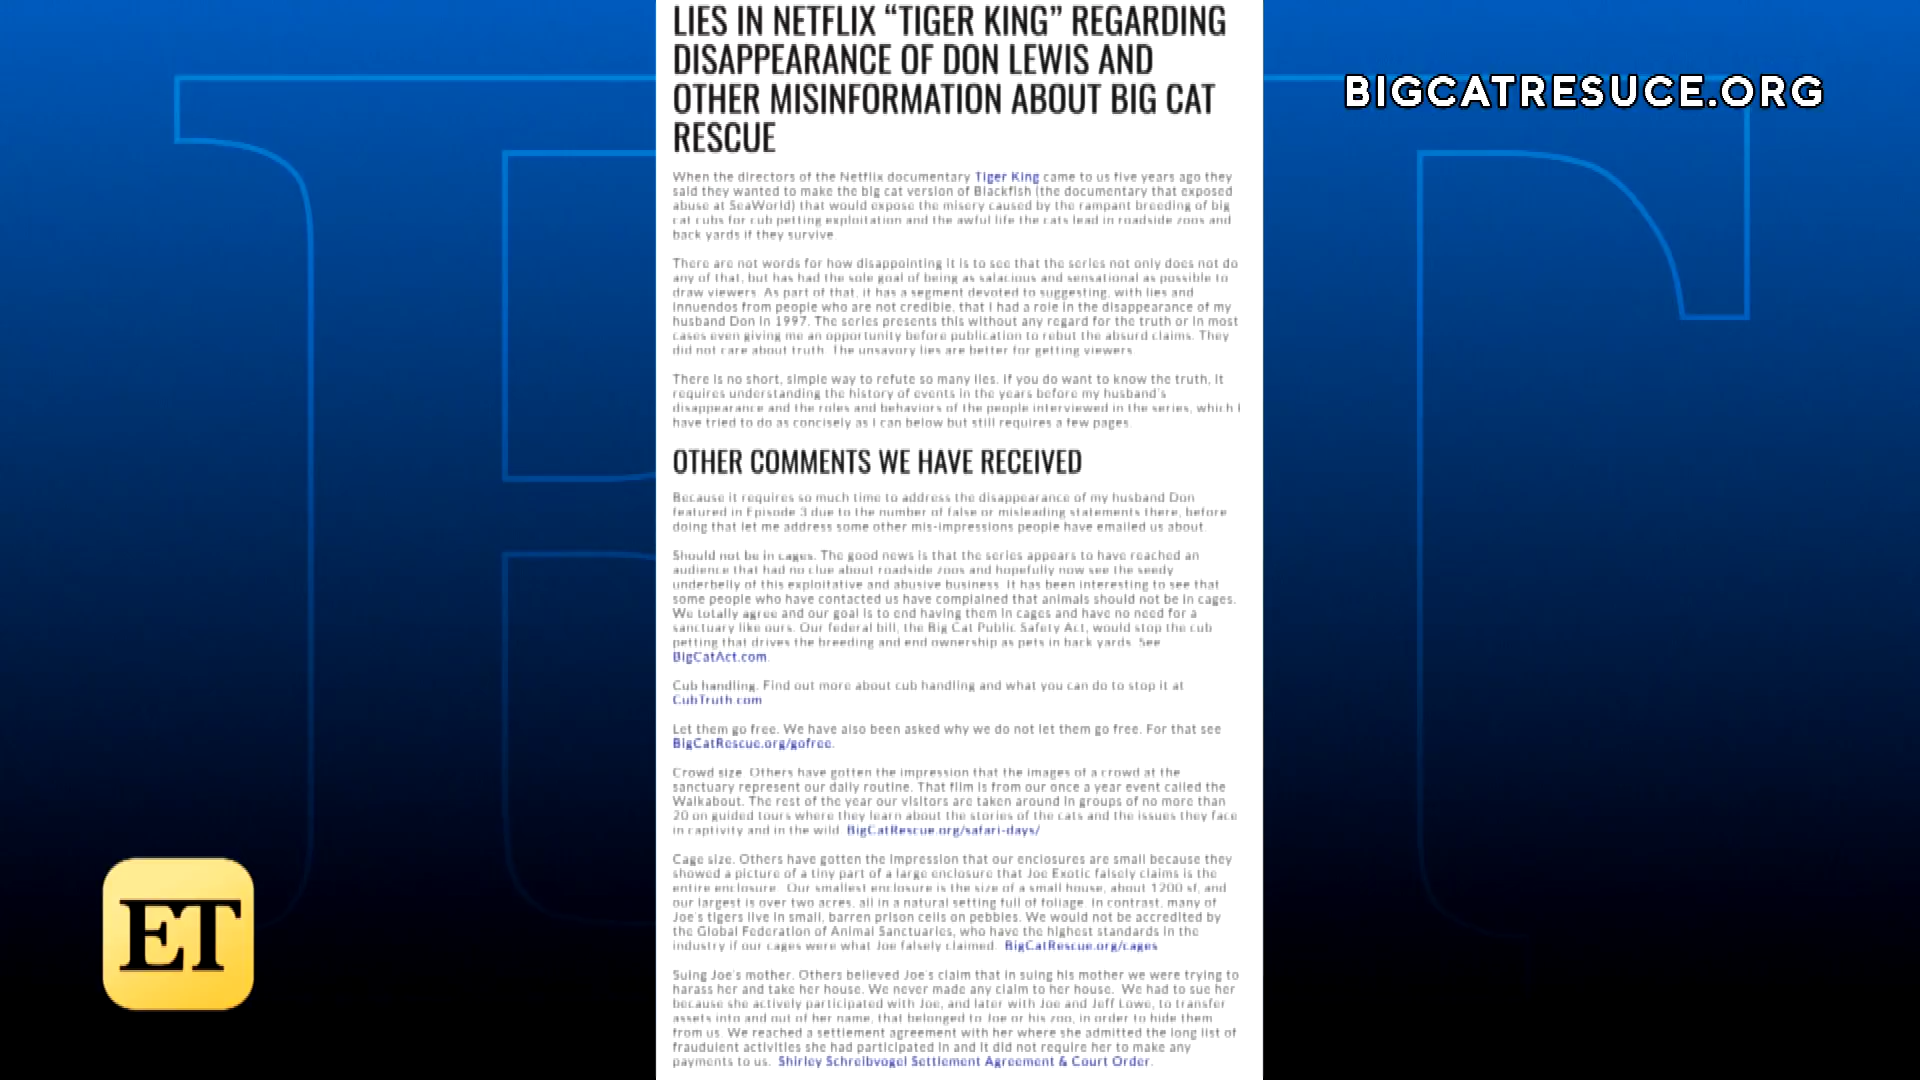 LIES IN NETFLIX “TIGER KING” REGARDING
DISAPPEARANCE OF DON LEWIS AND
OTHER MISINFORMATION ABOUT BIG CAT
RESCUE
BIGCATRESUCE.ORG
When the directors of the Netflix documentary Tiger King came to us five years ago they
said they wanted to make the big cat version of Blackfish (the documentary that exposed
abuse at SeaWorld) that would expose the misery caused by the rampant breeding of big
cat cubs for cub petting exploitation and the awful life the cats lead in roadside zoos and
back yards if they survive.
There are not words for how disappointing it is to see that the series not only does not do
any of that, but has had the sole goal of being as salacious and sensational as possible to
draw viewers. As part of that, it has a segment devoted to suggesting, with lies and
innuendos from people who are not credible, that I had a role in the disappearance of my
husband Don in 1997. The series presents this without any regard for the truth or in most
cases even giving me an opportunity before publication to rebut the absurd claims. They
did not care about truth. The unsavory lies are better for getting viewers.
There is no short, simple way to refute so many lies. If you do want to know the truth, it
requires understanding the history of events in the years before my husband's
disappearance and the roles and behaviors of the people interviewed in the series, which I
have tried to do as concisely as I can below but still requires a few pages.
OTHER COMMENTS WE HAVE RECEIVED
Because it requires so much time to address the disappearance of my husband Don
featured in Episode 3 due to the number of false or misleading statements there, before
doing that let me address some other mis-impressions people have emailed us about.
Should not be in cages. The good news is that the series appears to have reached an
audience that had no clue about roadside zoos and hopefully now see the seedy
underbelly of this exploitative and abusive business. It has been interesting to see that
some people who have contacted us have complained that animals should not be in cages.
We totally agree and our goal is to end having them in cages and have no need for a
sanctuary like ours. Our federal bill, the Big Cat Public Safety Act, would stop the cub
petting that drives the breeding and end ownership as pets in back yards. See
BigCatAct.com.
Cub handling. Find out more about cub handling and what you can do to stop it at
CubTruth.com
Let them go free. We have also been asked why we do not let them go free. For that see
BigCatRescue.org/gofree.
Crowd size. Others have gotten the impression that the images of a crowd at the
sanctuary represent our daily routine. That film is from our once a year event called the
Walkabout. The rest of the year our visitors are taken around in groups of no more than
20 on guided tours where they learn about the stories of the cats and the issues they face
in captivity and in the wild. BigCatRescue.org/safari-days/
Cage size. Others have gotten the impression that our enclosures are small because they
showed a picture of a tiny part of a large enclosure that Joe Exotic falsely claims is the
entire enclosure. Our smallest enclosure is the size of a small house, about 1200 sf, and
our largest is over two acres, all in a natural setting full of foliage. In contrast, many of
Joe's tigers live in small, barren prison cells on pebbles. We would not be accredited by
the Global Federation of Animal Sanctuaries, who have the highest standards in the
industry if our cages were what Joe falsely claimed. BigCatRescue.org/cages
Suing Joe's mother. Others believed Joe's claim that in suing his mother we were trying to
harass her and take her house. We never made any claim to her house. We had to sue her
because she actively participated with Joe, and later with Joe and Jeff Lowe, to transfer
assets into and out of her name, that belonged to Joe or his zoo, in order to hide them
from us. We reached a settlement agreement with her where she admitted the long list of
fraudulent activities she had participated in and it did not require her to make any
payments to us. Shirley Schreibvogel Settlement Agreement & Court Order.
ET